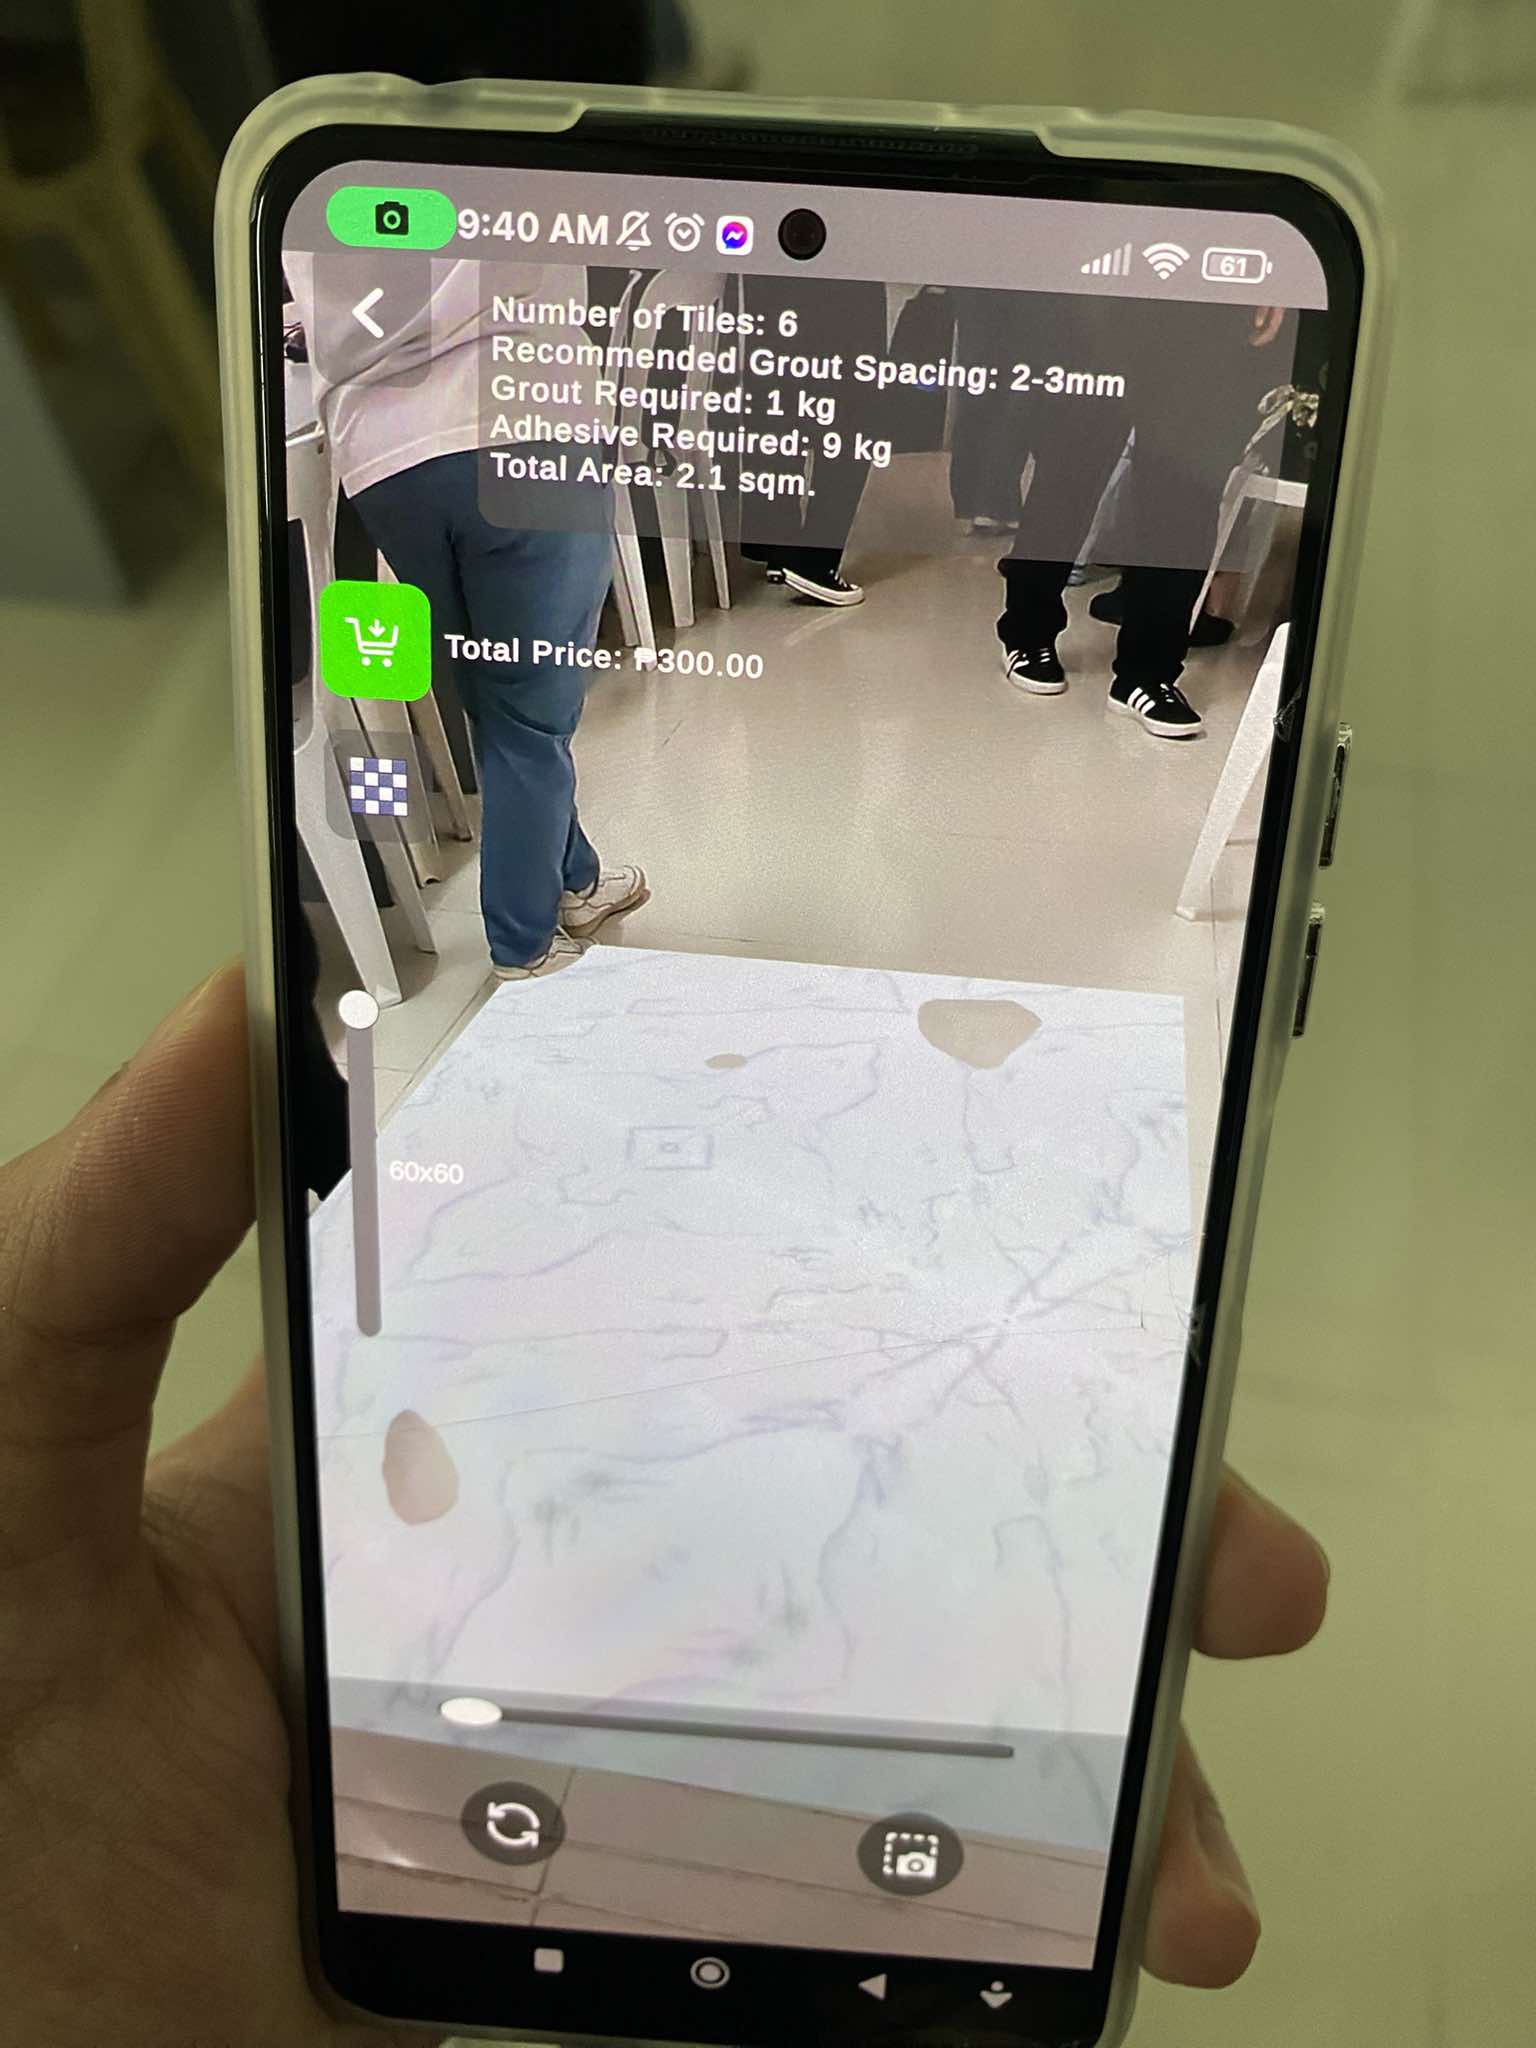 9:40 AM
61
Number of Tiles: 6
Recommended Grout Spacing: 2-3mm
Grout Required: 1 kg
Adhesive Required: 9 kg
Total Area: 2.1 sqm.
Total Price: ₱300.00
60x60